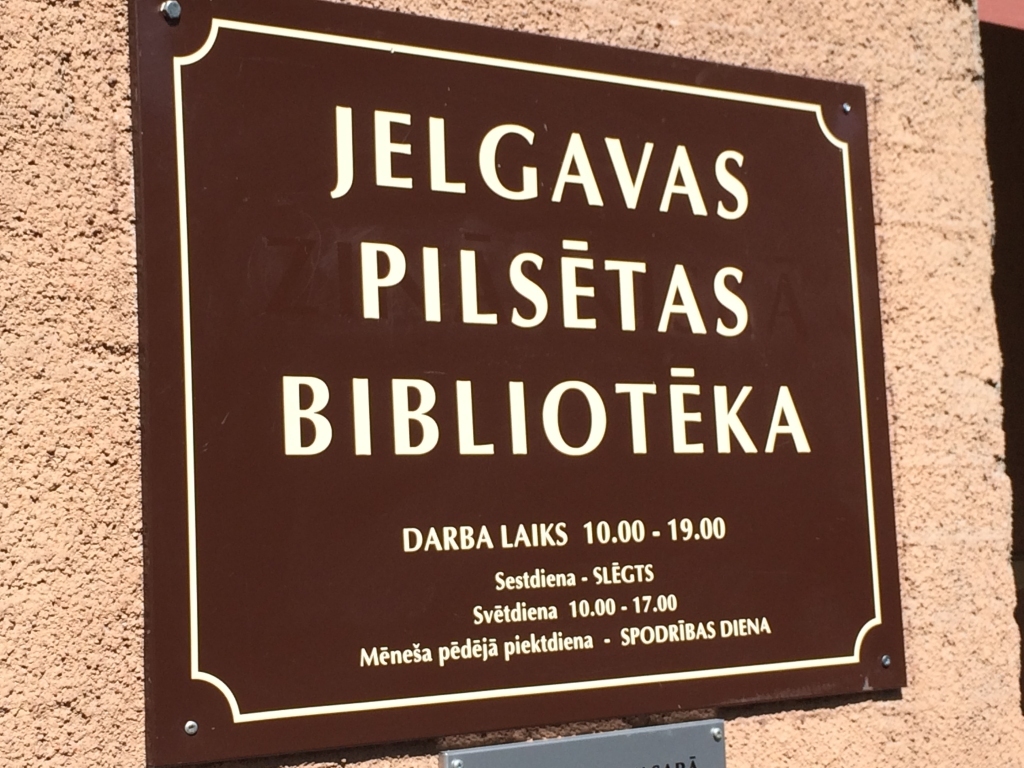 JELGAVAS
PILSĒTAS
BIBLIOTĒKA
DARBA LAIKS 10.00 - 19.00
Sestdiena - SLĒGTS
Svētdiena 10.00 - 17.00
Mēneša pēdējā piektdiena - SPODRĪBAS DIENA